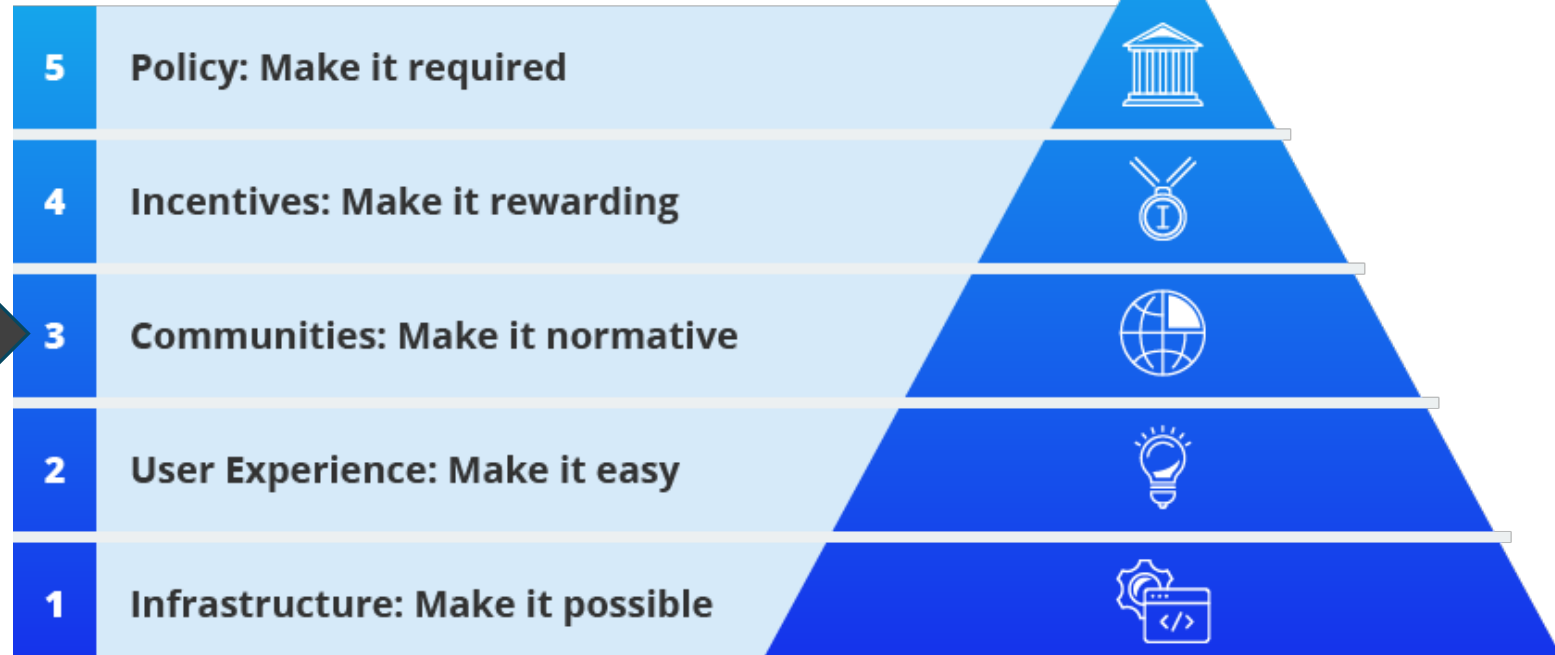 5 Policy: Make it required
4 Incentives: Make it rewarding
3 Communities: Make it normative
2 User Experience: Make it easy
1 Infrastructure: Make it possible
I
</>